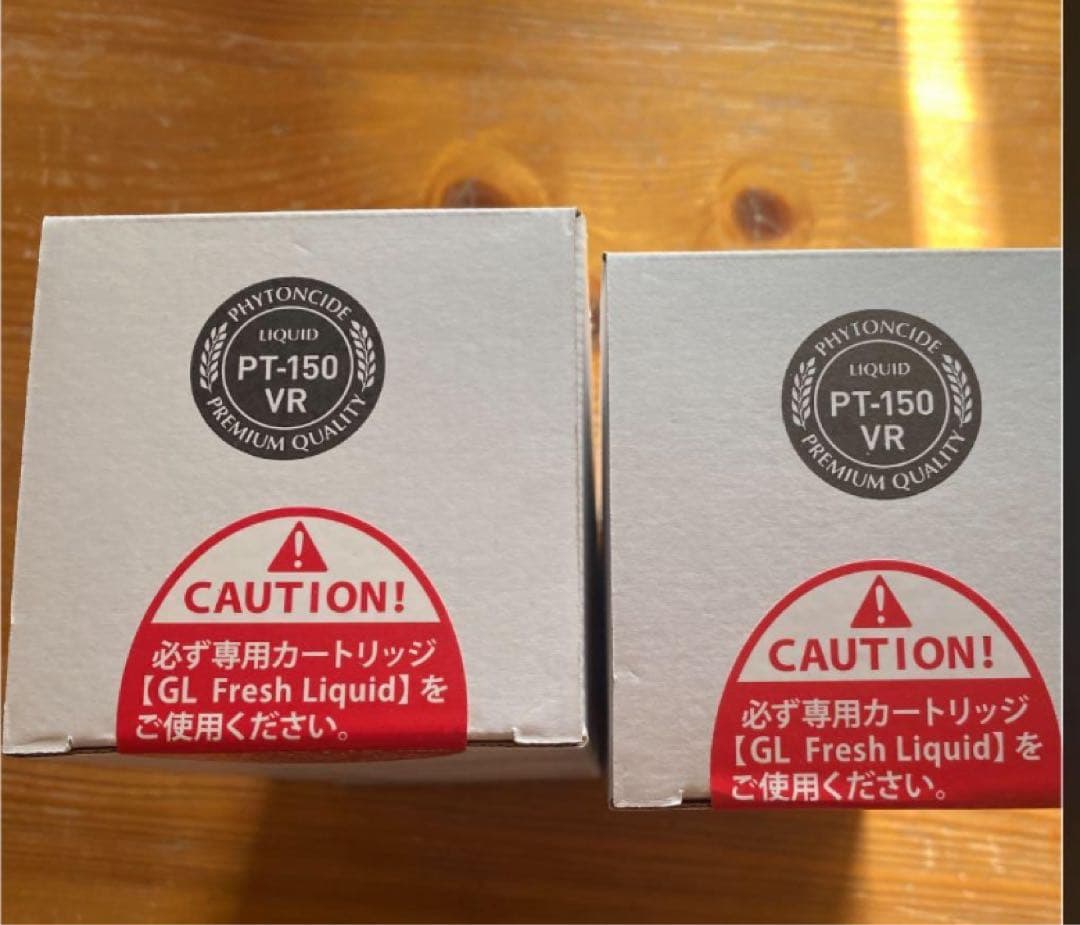 PHYTONCIDE
LIQUID
PT-150
VR
PREMIUM QUALITY
CAUTION!
必ず専用カートリッジ
【GL Fresh Liquid】を
ご使用ください。
PHYTONCIDE
LIQUID
PT-150
VR
PREMIUM QUALITY
CAUTION!
必ず専用カートリッジ
【GL Fresh Liquid】を
ご使用ください。